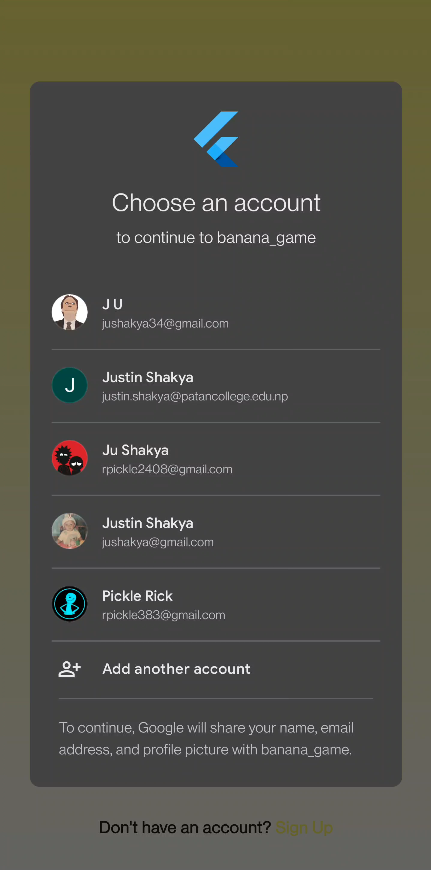 Choose an account
to continue to banana_game
J U
jushakya34@gmail.com
J
Justin Shakya
justin.shakya@patancollege.edu.np
Ju Shakya
rpickle2408@gmail.com
Justin Shakya
jushakya@gmail.com
Pickle Rick
rpickle383@gmail.com
Add another account
To continue, Google will share your name, email
address, and profile picture with banana_game.
Don't have an account? Sign Up